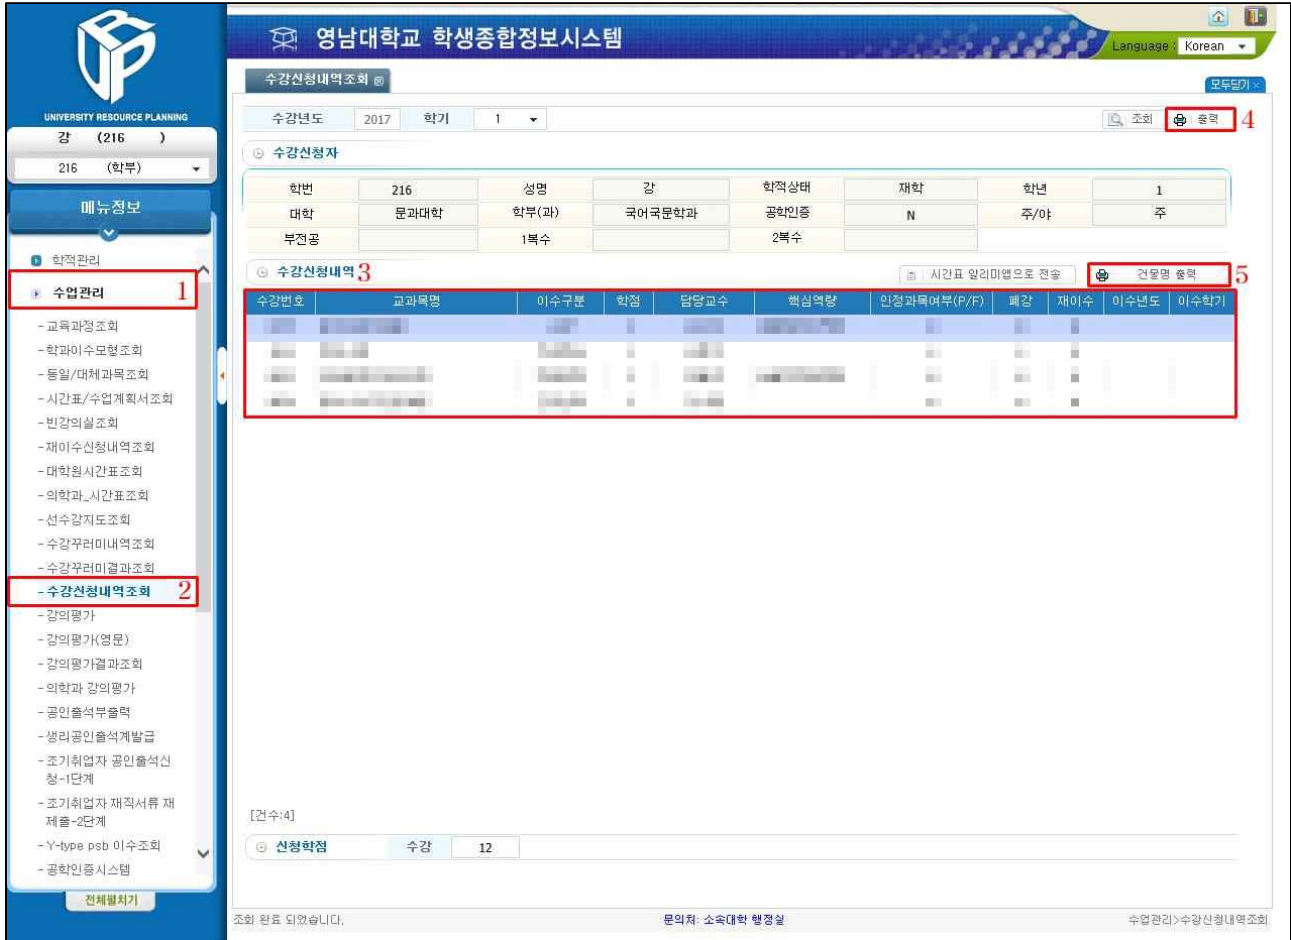 영남대학교 학생종합정보시스템
Language : Korean
UNIVERSITY RESOURCE PLANNING
강 (216 )
216 (학부)
메뉴정보
학적관리
수업관리 1
-교육과정조회
-학과이수모형조회
-동일/대체과목조회
-시간표/수업계획서조회
-빈강의실조회
-재이수신청내역조회
-대학원시간표조회
-의학과_시간표조회
-선수강지도조회
-수강꾸러미내역조회
-수강꾸러미결과조회
-수강신청내역조회 2
-강의평가
-강의평가(영문)
-강의평가결과조회
-의학과 강의평가
-공인출석부출력
-생리공인출석계발급
-조기취업자 공인출석신
청-1단계
-조기취업자 재직서류 재
제출-2단계
-Y-type psb 이수조회
-공학인증시스템
전체펼치기
수강신청내역조회
모두닫기 ×
수강년도 2017 학기 1 조회 출력 4
수강신청자
학번 216 성명 강 학적상태 재학 학년 1
대학 문과대학 학부(과) 국어국문학과 공학인증 N 주/야 주
부전공 1복수 2복수
수강신청내역 3 시간표 알리미앱으로 전송 건물명 출력 5
수강번호 교과목명 이수구분 학점 담당교수 핵심역량 인정과목여부(P/F) 폐강 재이수 이수년도 이수학기
[건수:4]
신청학점 수강 12
조회 완료 되었습니다. 문의처: 소속대학 행정실 수업관리>수강신청내역조회